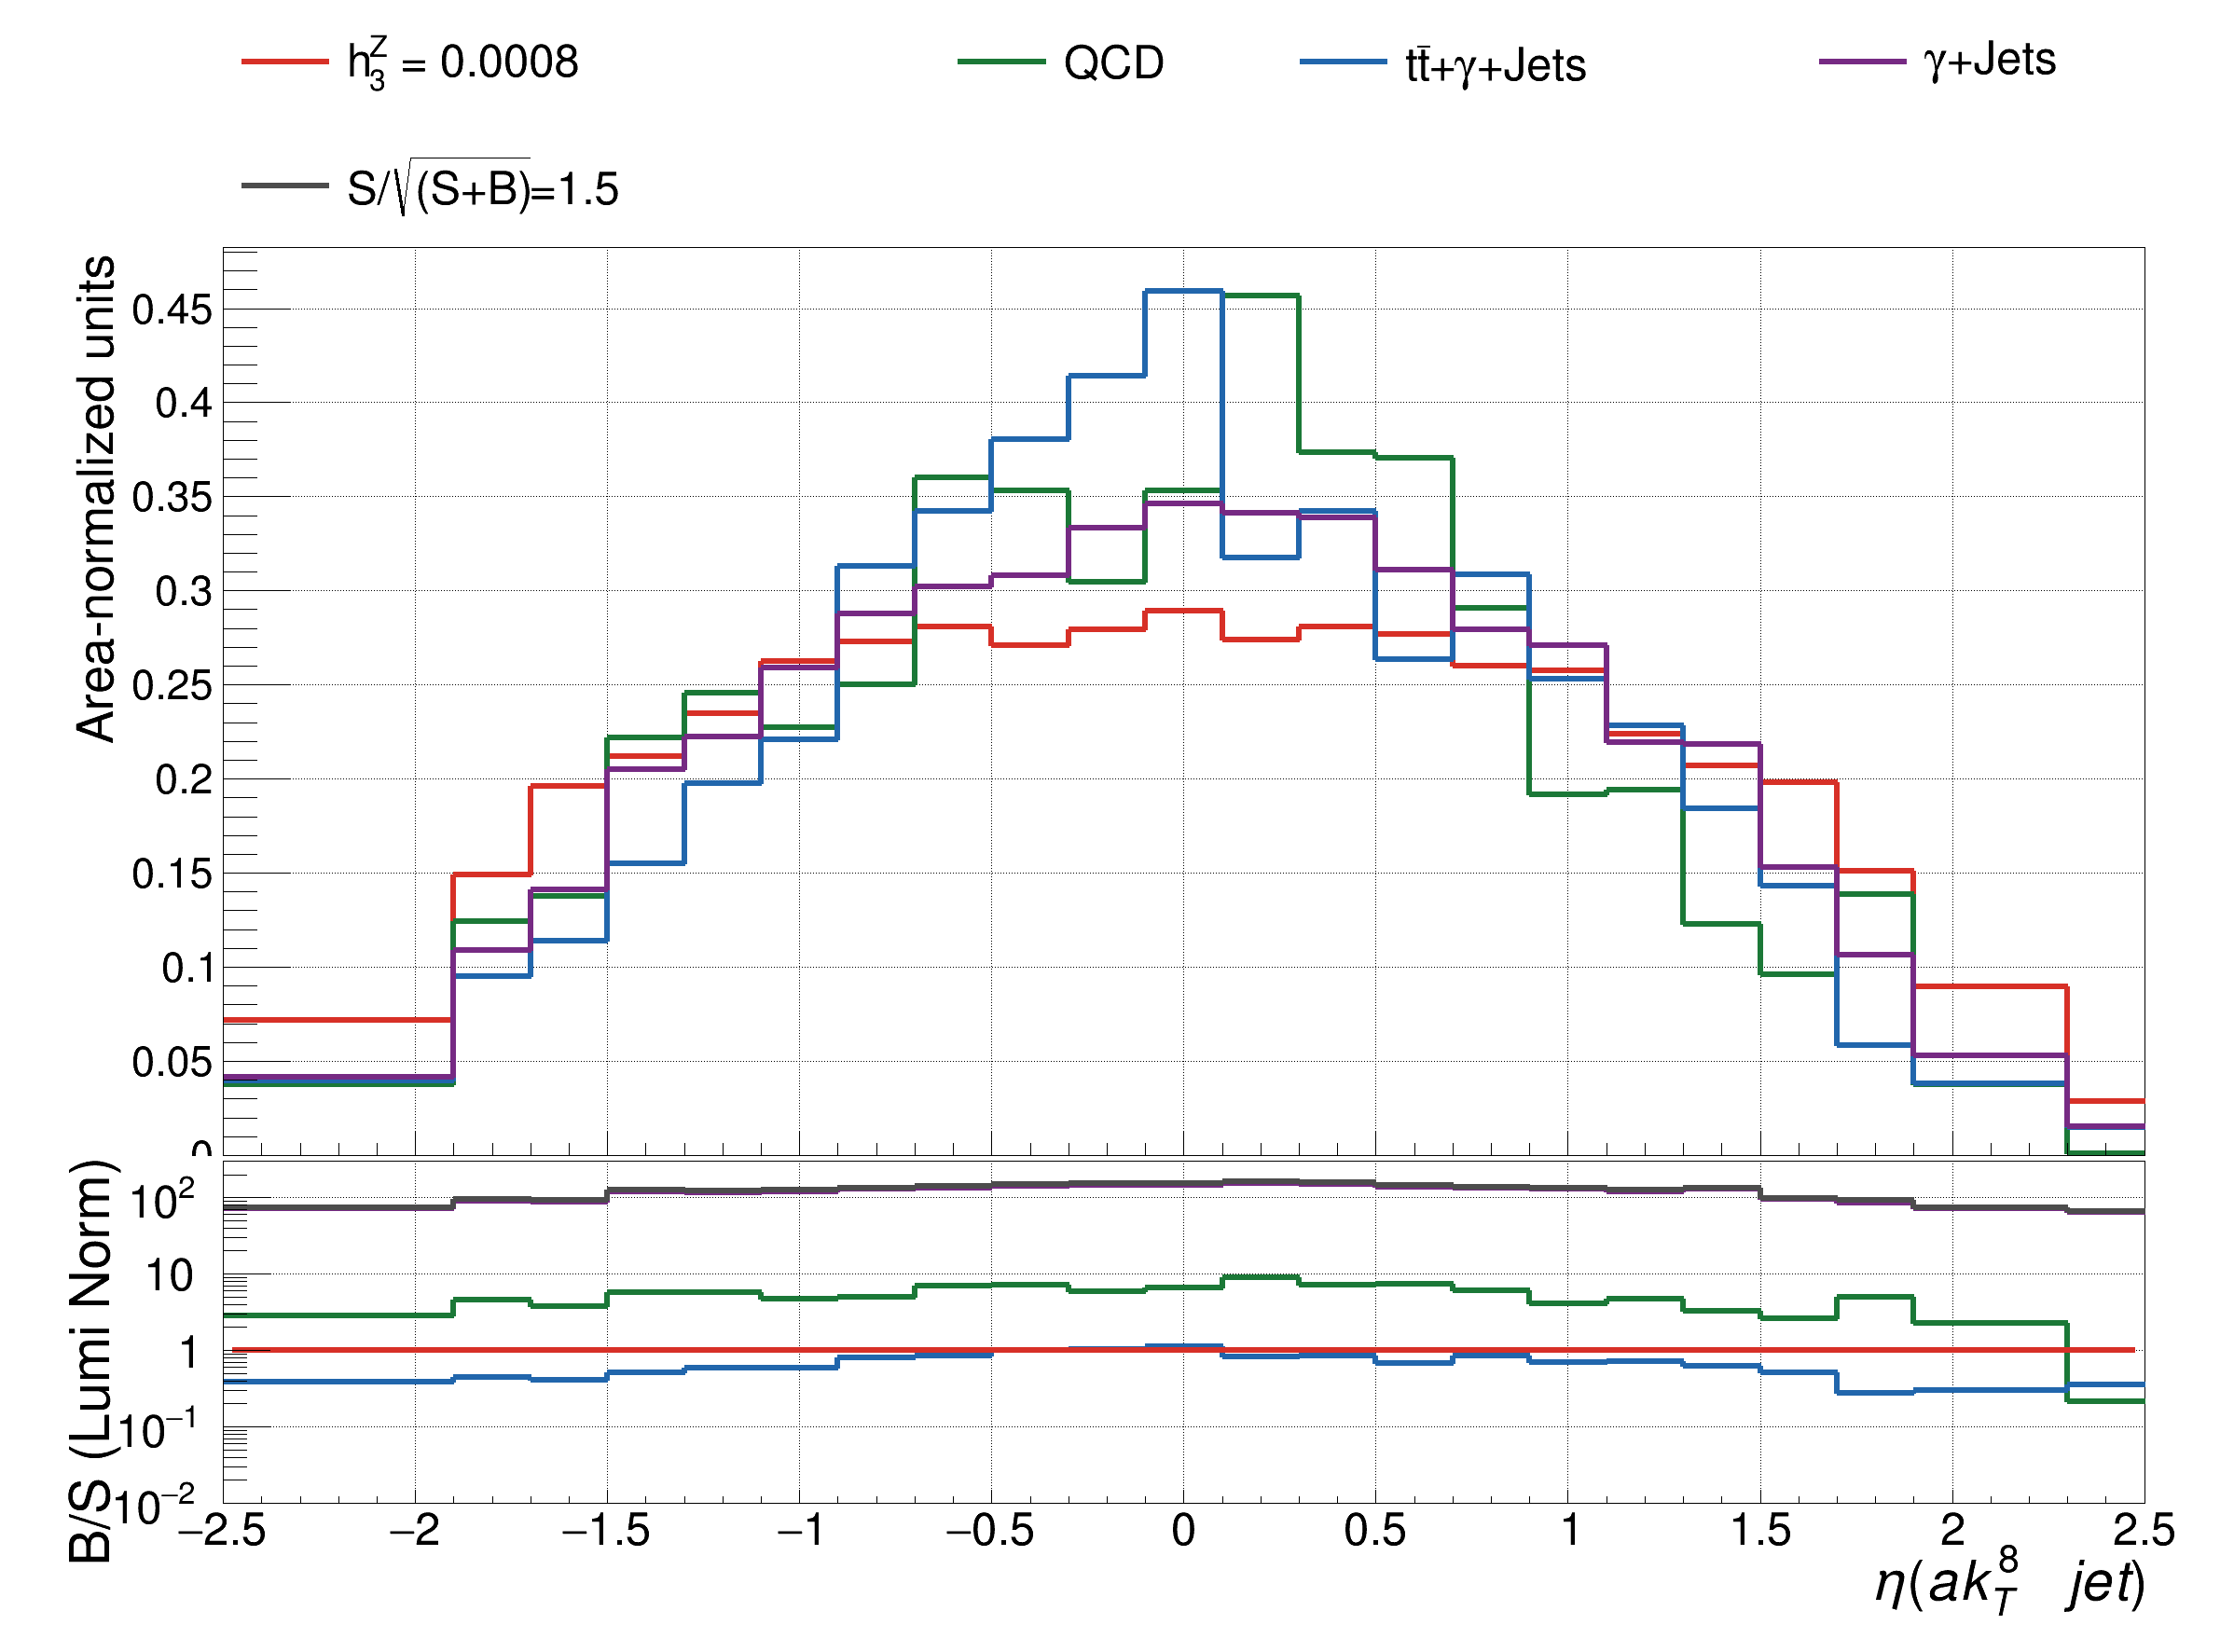 h₃ᶻ = 0.0008 QCD tt̄+γ+Jets γ+Jets
S/√(S+B)=1.5
Area-normalized units
0.45
0.4
0.35
0.3
0.25
0.2
0.15
0.1
0.05
0
B/S (Lumi Norm)
10²
10
1
10⁻¹
10⁻²
−2.5 −2 −1.5 −1 −0.5 0 0.5 1 1.5 2 2.5
η(ak_T^8 jet)